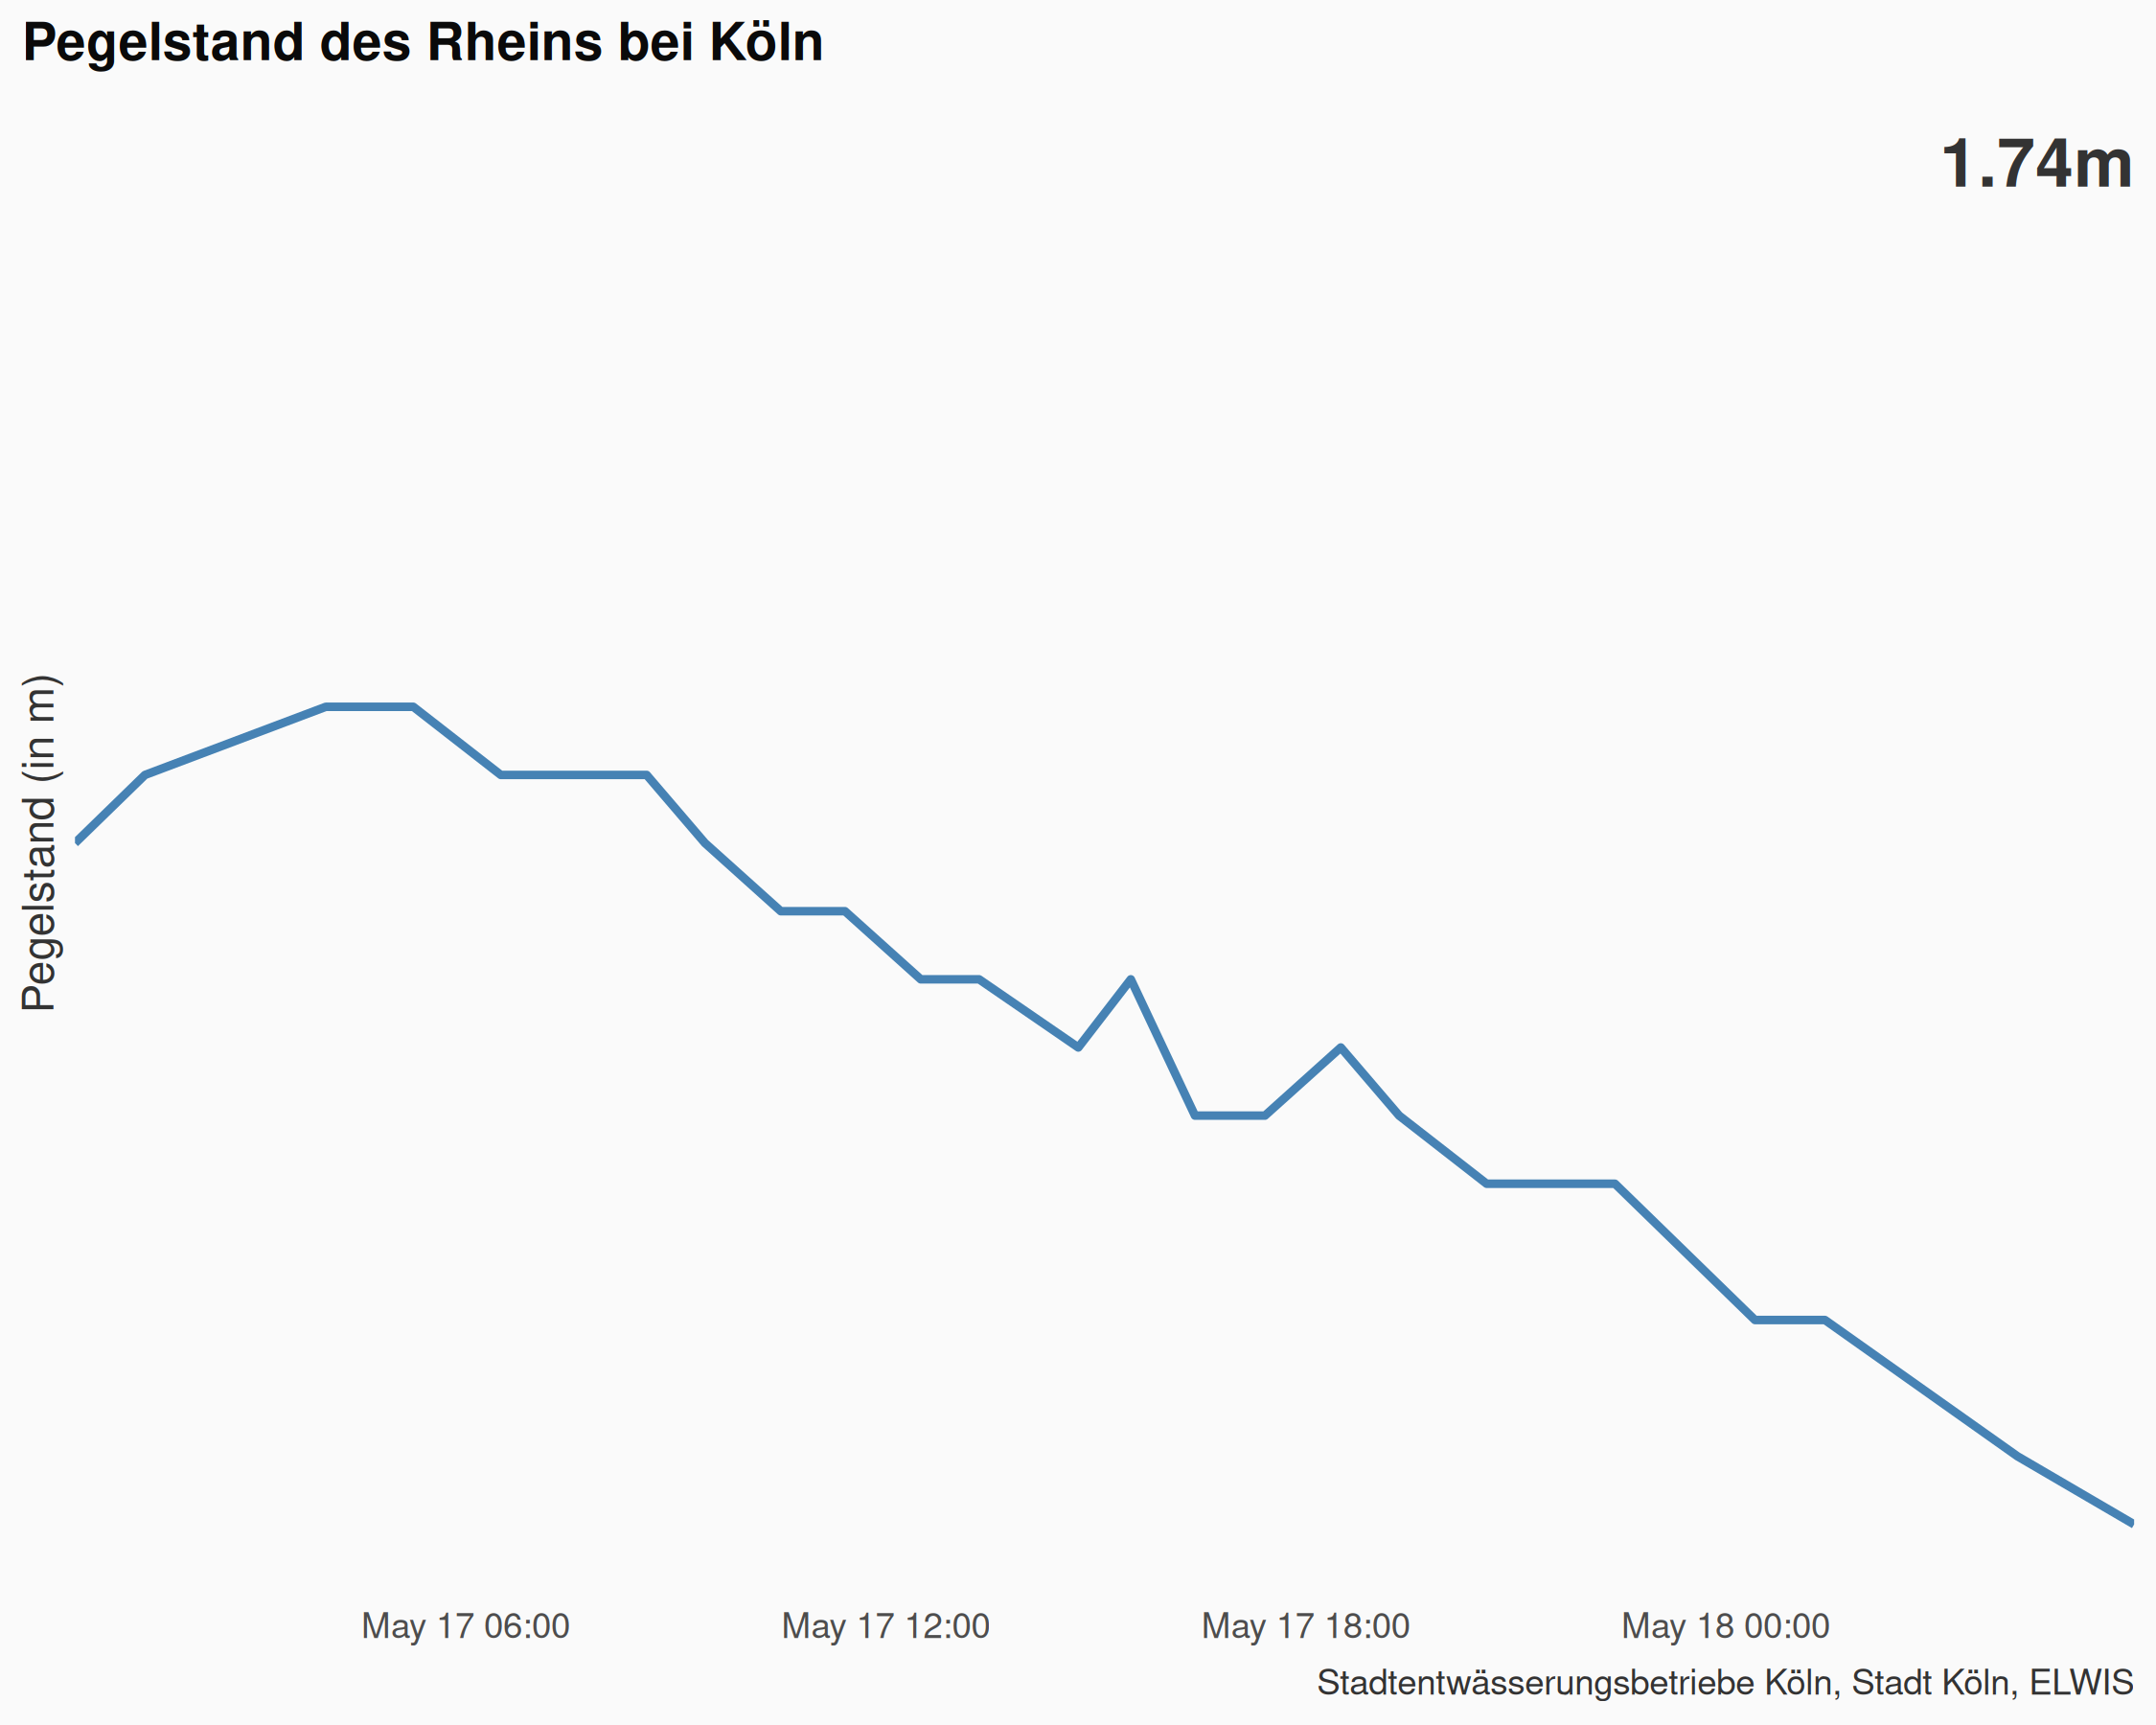 Pegelstand des Rheins bei Köln
1.74m
Pegelstand (in m)
May 17 06:00
May 17 12:00
May 17 18:00
May 18 00:00
Stadtentwässerungsbetriebe Köln, Stadt Köln, ELWIS